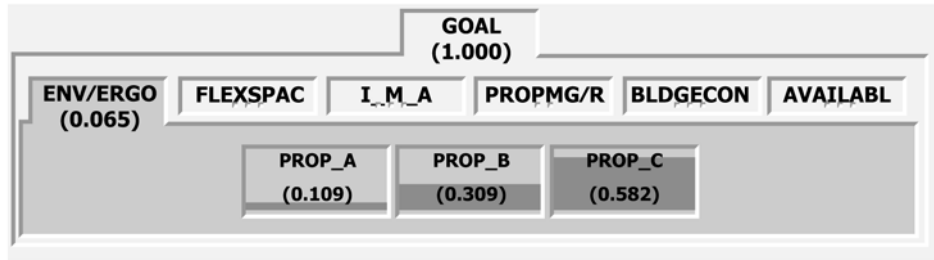 GOAL
(1.000)
ENV/ERGO FLEXSPAC I_M_A PROPMG/R BLDGECON AVAILABL
(0.065)
PROP_A PROP_B PROP_C
(0.109) (0.309) (0.582)